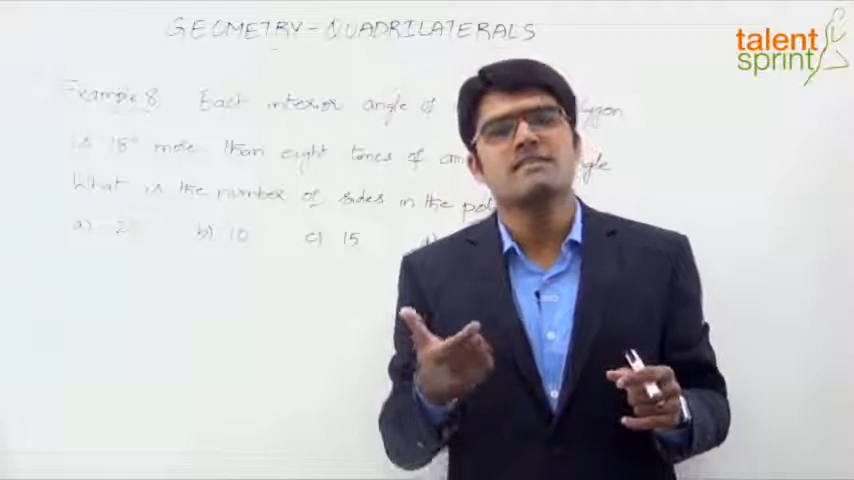 GEOMETRY - QUADRILATERALS
talent
sprint
Example 8 Each interior angle of
is 18° more than eight times of
What is the number of sides in the
a) b) 10 c) 15